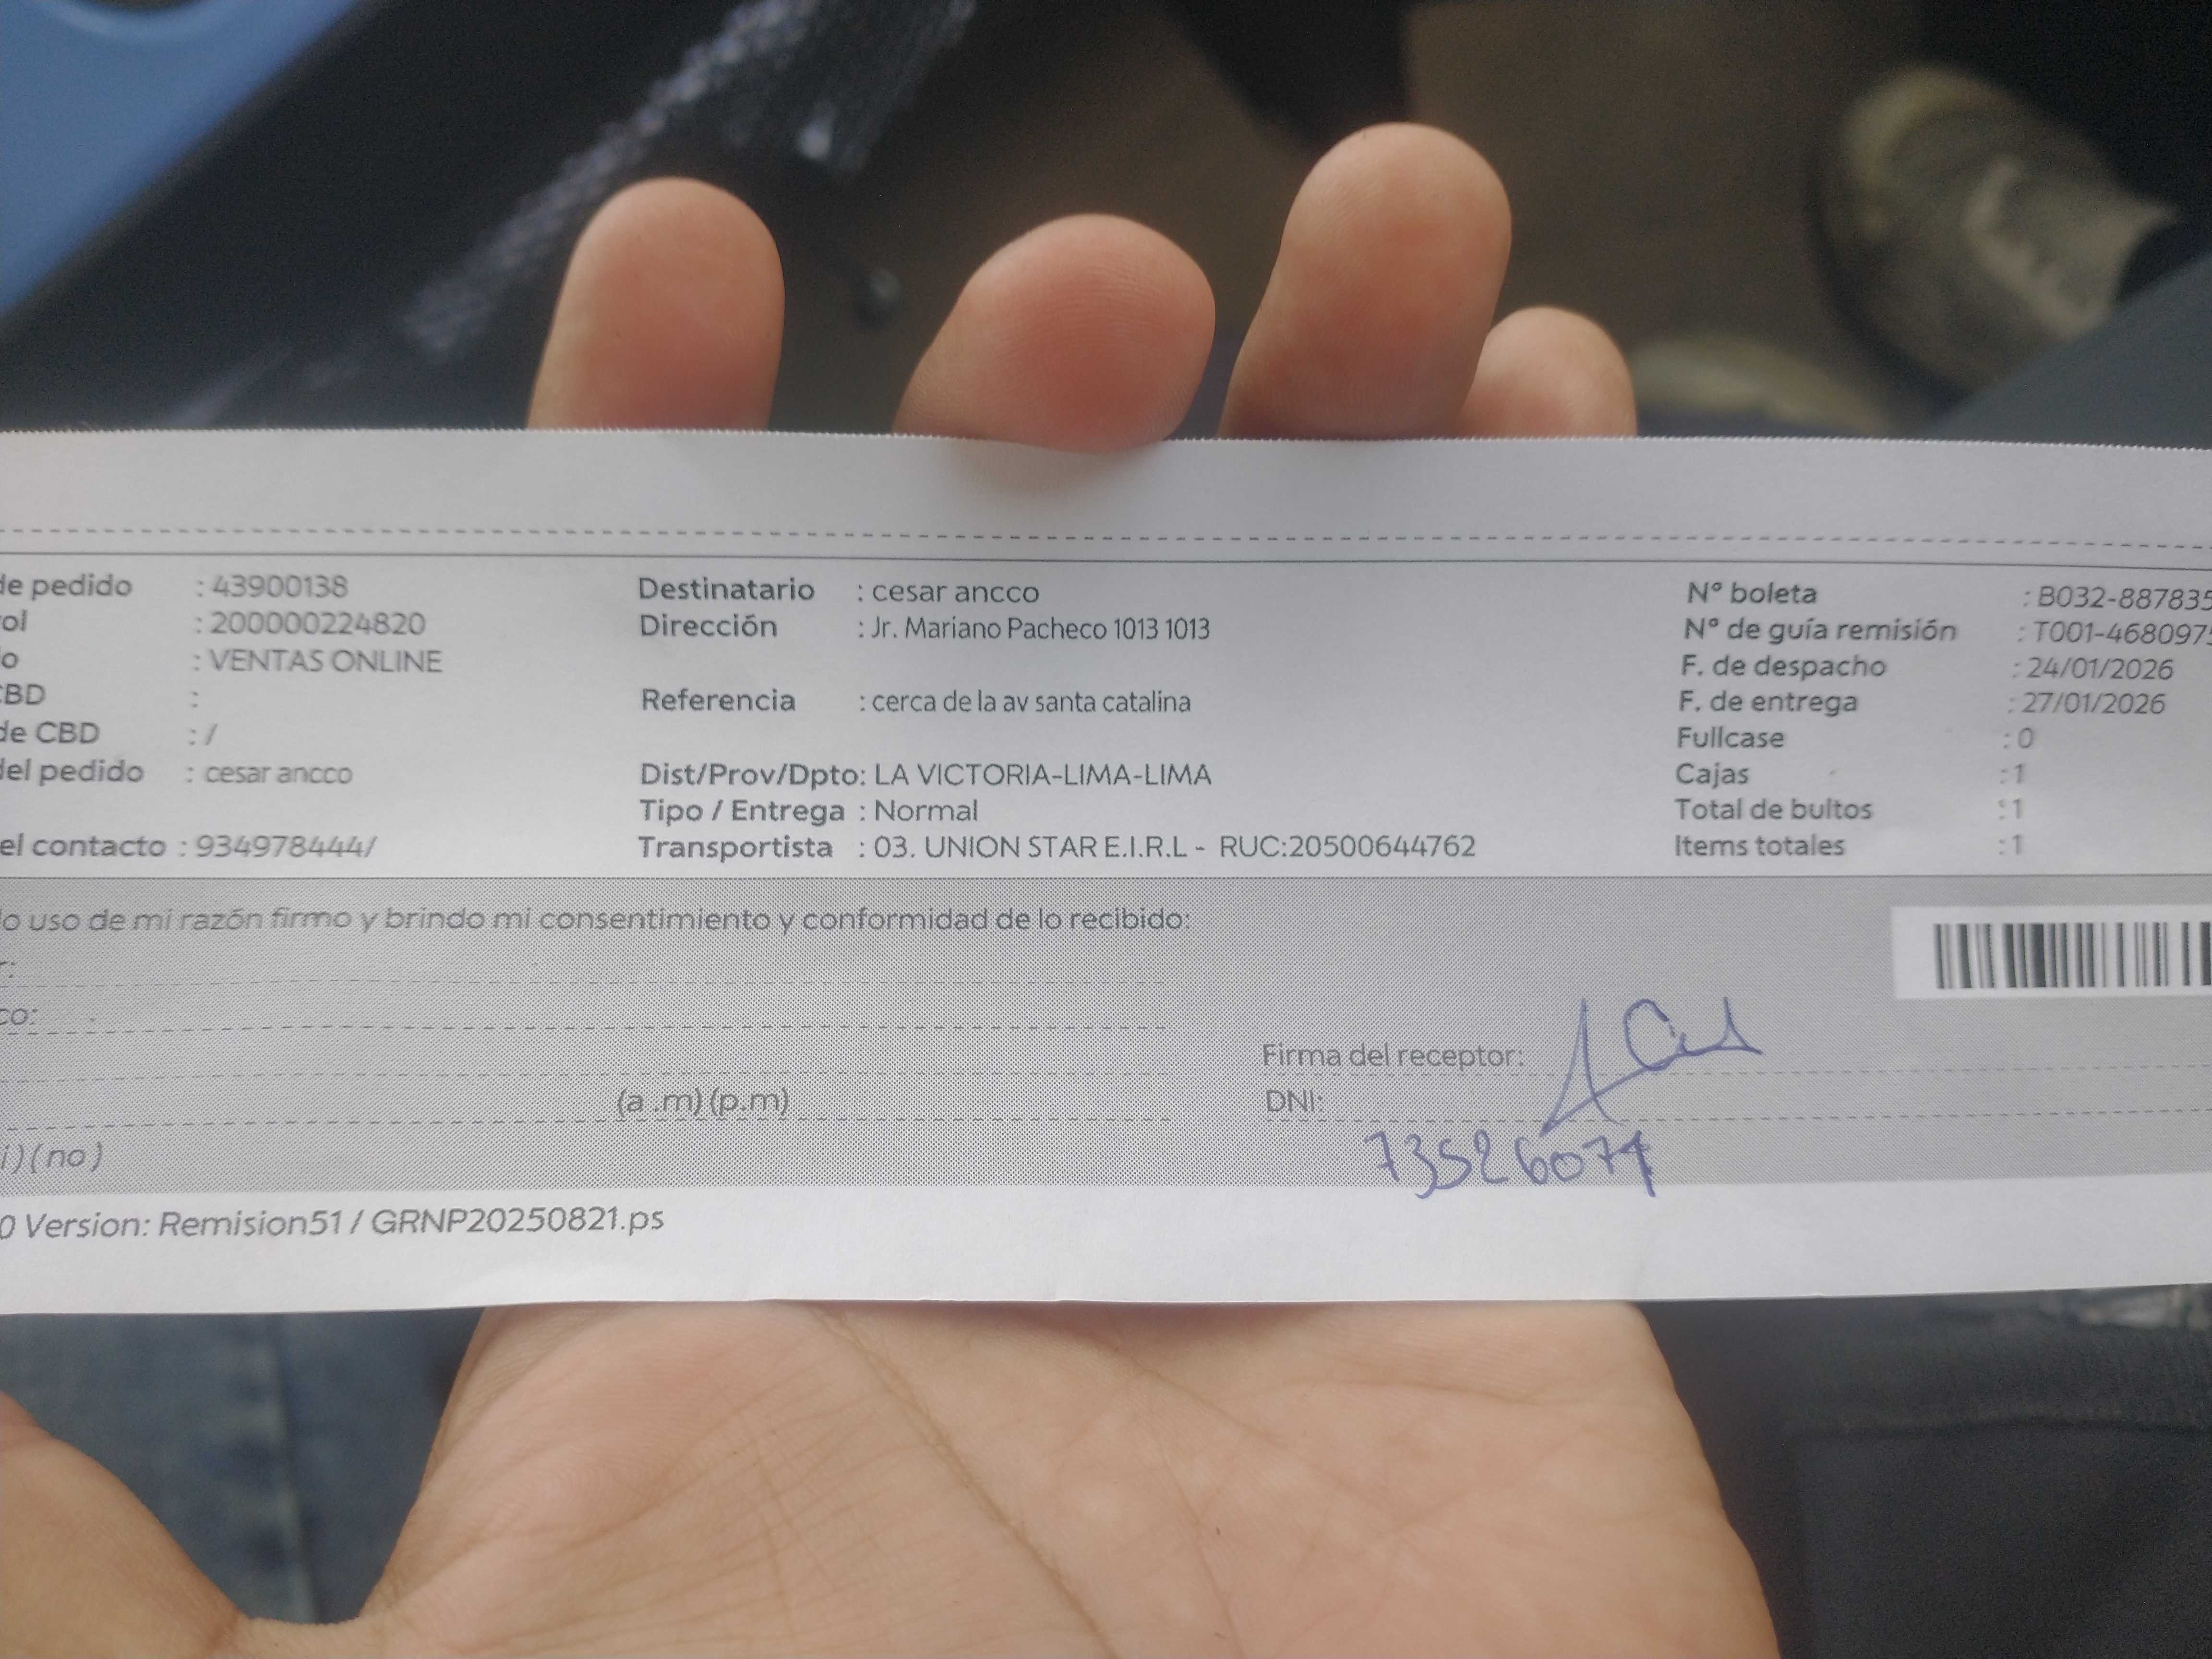 de pedido : 43900138
ol : 200000224820
o : VENTAS ONLINE
CBD :
de CBD : /
del pedido : cesar ancco
el contacto : 934978444/
Destinatario : cesar ancco
Dirección : Jr. Mariano Pacheco 1013 1013
Referencia : cerca de la av santa catalina
Dist/Prov/Dpto: LA VICTORIA-LIMA-LIMA
Tipo / Entrega : Normal
Transportista : 03. UNION STAR E.I.R.L - RUC:20500644762
Nº boleta : B032-887835
Nº de guía remisión : T001-4680975
F. de despacho : 24/01/2026
F. de entrega : 27/01/2026
Fullcase : 0
Cajas : 1
Total de bultos : 1
Items totales : 1
o uso de mi razón firmo y brindo mi consentimiento y conformidad de lo recibido:
r:
co:
(a .m) (p.m)
i) (no)
Firma del receptor:
DNI:
0 Version: Remision51 / GRNP20250821.ps